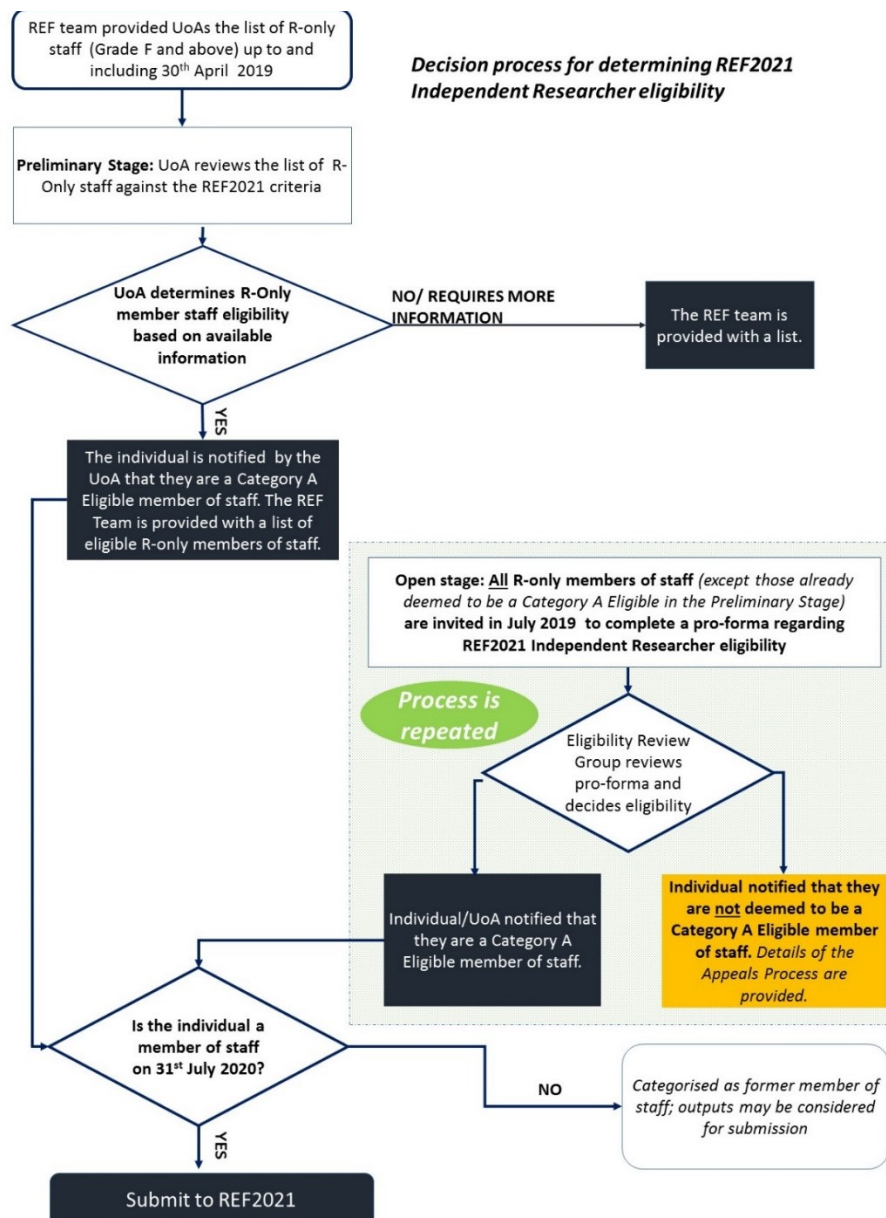 REF team provided UoAs the list of R-only
staff (Grade F and above) up to and
including 30th April 2019
Decision process for determining REF2021
Independent Researcher eligibility
Preliminary Stage: UoA reviews the list of R-
Only staff against the REF2021 criteria
UoA determines R-Only
member staff eligibility
based on available
information
NO/ REQUIRES MORE
INFORMATION
The REF team is
provided with a list.
YES
The individual is notified by the
UoA that they are a Category A
Eligible member of staff. The REF
Team is provided with a list of
eligible R-only members of staff.
Open stage: All R-only members of staff (except those already
deemed to be a Category A Eligible in the Preliminary Stage)
are invited in July 2019 to complete a pro-forma regarding
REF2021 Independent Researcher eligibility
Process is
repeated
Eligibility Review
Group reviews
pro-forma and
decides eligibility
Individual/UoA notified that
they are a Category A
Eligible member of staff.
Individual notified that they
are not deemed to be a
Category A Eligible member
of staff. Details of the
Appeals Process are
provided.
Is the individual a
member of staff
on 31st July 2020?
NO
Categorised as former member of
staff; outputs may be considered
for submission
YES
Submit to REF2021